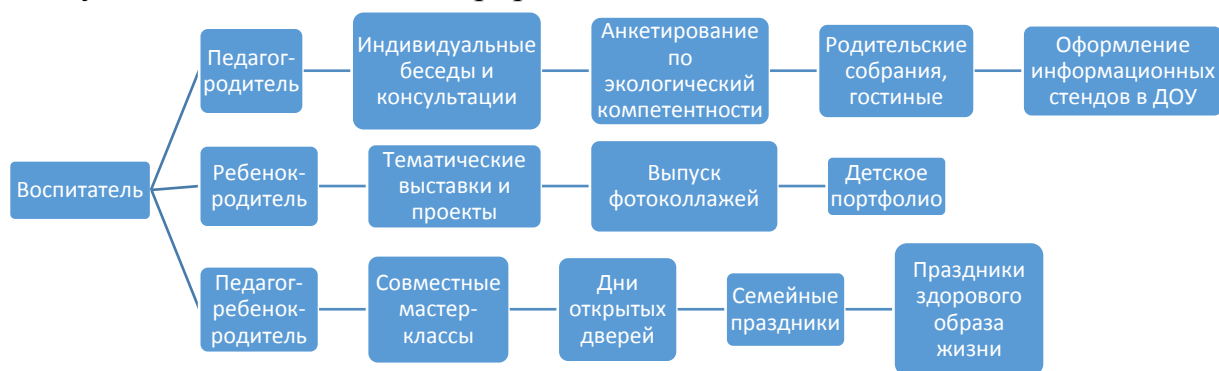 Педагог-
родитель
Индивидуальные
беседы и
консультации
Анкетирование
по
экологический
компетентности
Родительские
собрания,
гостиные
Оформление
информационных
стендов в ДОУ
Воспитатель
Ребенок-
родитель
Тематические
выставки и
проекты
Выпуск
фотоколлажей
Детское
портфолио
Педагог-
ребенок-
родитель
Совместные
мастер-
классы
Дни
открытых
дверей
Семейные
праздники
Праздники
здорового
образа
жизни